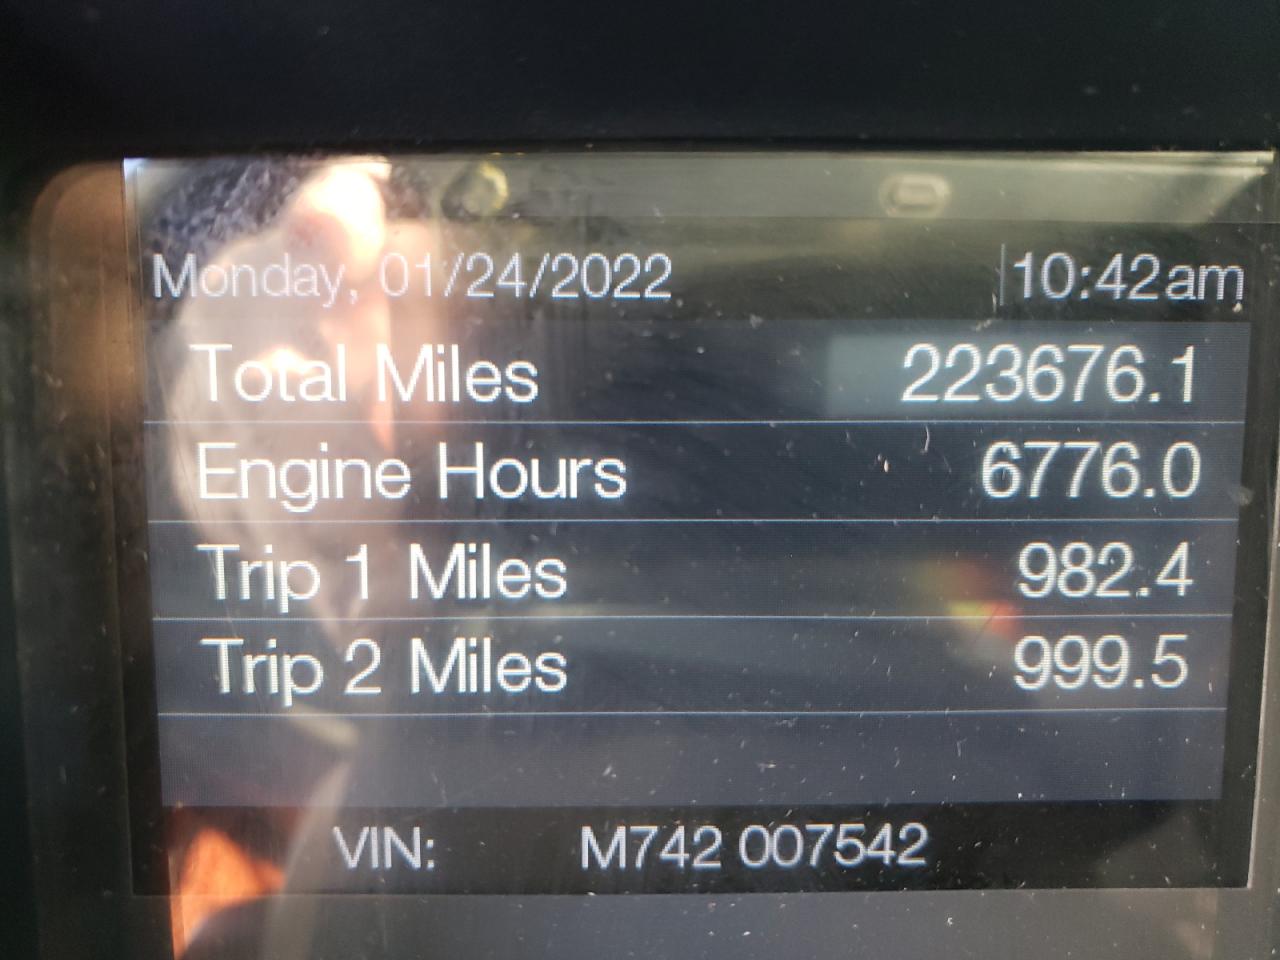 Monday, 01/24/2022 10:42am
Total Miles 223676.1
Engine Hours 6776.0
Trip 1 Miles 982.4
Trip 2 Miles 999.5
VIN: M742 007542